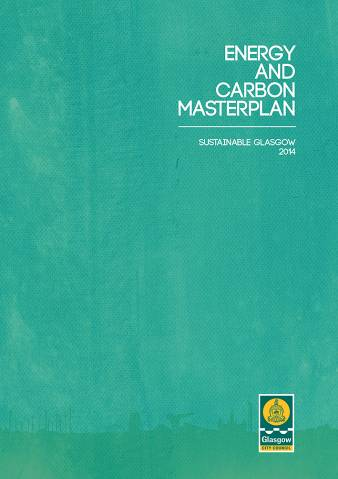 ENERGY
AND
CARBON
MASTERPLAN
SUSTAINABLE GLASGOW
2014
Glasgow
CITY COUNCIL